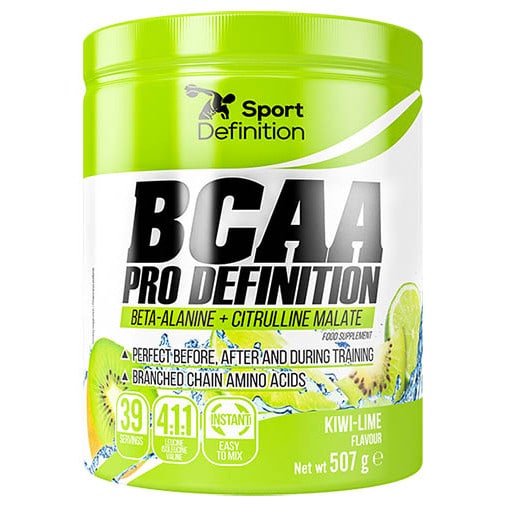 Sport
Definition
BCAA
PRO DEFINITION
BETA-ALANINE + CITRULLINE MALATE
FOOD SUPPLEMENT
PERFECT BEFORE, AFTER AND DURING TRAINING
BRANCHED CHAIN AMINO ACIDS
39
SERVINGS
4:1:1
LEUCINE
ISOLEUCINE
VALINE
INSTANT
EASY
TO MIX
KIWI-LIME
FLAVOUR
Net wt 507 g e